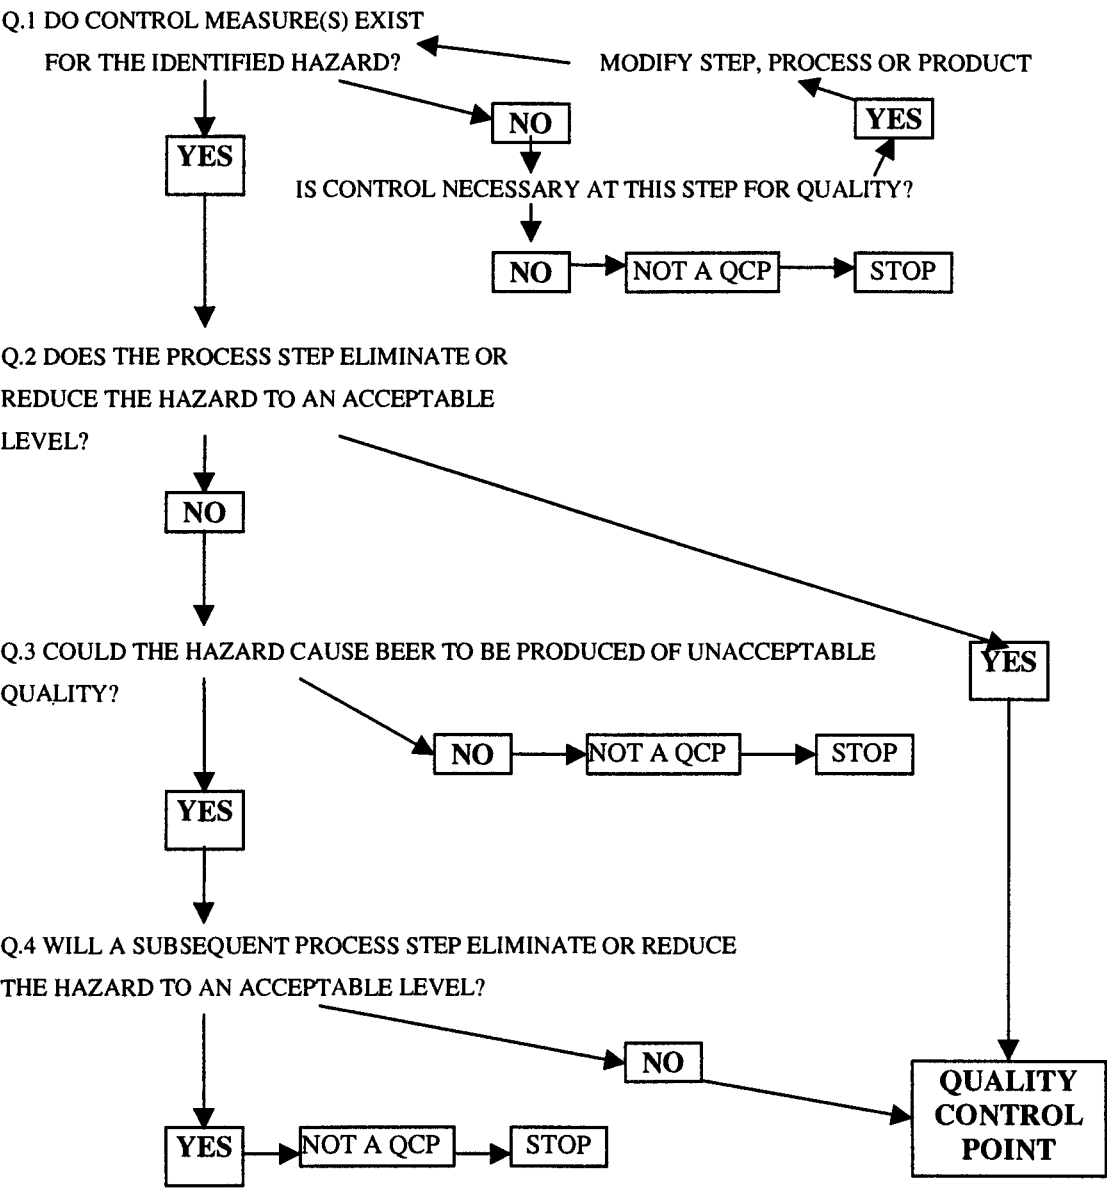 Q.1 DO CONTROL MEASURE(S) EXIST
FOR THE IDENTIFIED HAZARD?
MODIFY STEP, PROCESS OR PRODUCT
NO
YES
YES
IS CONTROL NECESSARY AT THIS STEP FOR QUALITY?
NO
NOT A QCP
STOP
Q.2 DOES THE PROCESS STEP ELIMINATE OR
REDUCE THE HAZARD TO AN ACCEPTABLE
LEVEL?
NO
Q.3 COULD THE HAZARD CAUSE BEER TO BE PRODUCED OF UNACCEPTABLE
QUALITY?
YES
NO
NOT A QCP
STOP
YES
Q.4 WILL A SUBSEQUENT PROCESS STEP ELIMINATE OR REDUCE
THE HAZARD TO AN ACCEPTABLE LEVEL?
NO
QUALITY
CONTROL
POINT
YES
NOT A QCP
STOP